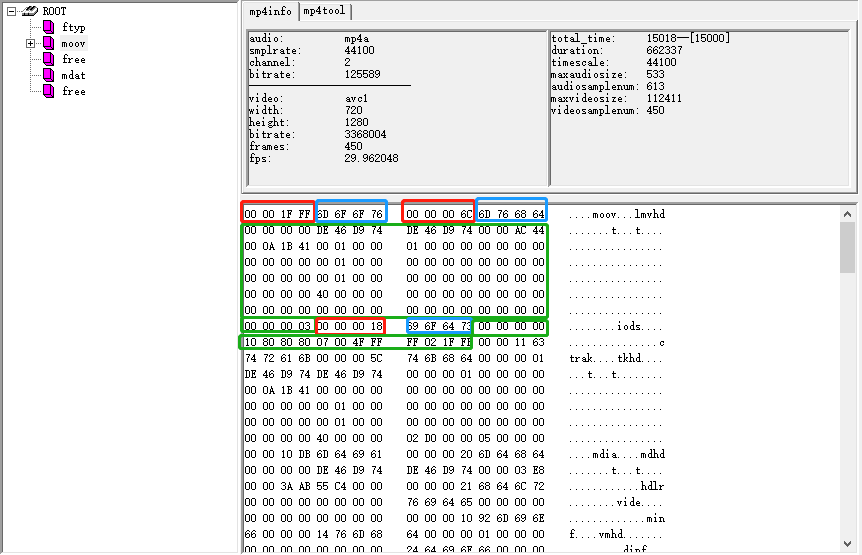 ROOT
ftyp
moov
free
mdat
free
mp4info mp4tool
audio: mp4a
smplrate: 44100
channel: 2
bitrate: 125589
video: avc1
width: 720
height: 1280
bitrate: 3368004
frames: 450
fps: 29.962048
total_time: 15018--[15000]
duration: 662337
timescale: 44100
maxaudiosize: 533
audiosamplenum: 613
maxvideosize: 112411
videosamplenum: 450
00 00 1F FF 6D 6F 6F 76 00 00 00 6C 6D 76 68 64 ....moov...lmvhd
00 00 00 00 DE 46 D9 74 DE 46 D9 74 00 00 AC 44 .......t...t....
00 0A 1B 41 00 01 00 00 01 00 00 00 00 00 00 00 ................
00 00 00 00 00 01 00 00 00 00 00 00 00 00 00 00 ................
00 00 00 00 00 01 00 00 00 00 00 00 00 00 00 00 ................
00 00 00 00 40 00 00 00 00 00 00 00 00 00 00 00 ................
00 00 00 00 00 00 00 00 00 00 00 00 00 00 00 00 ................
00 00 00 03 00 00 00 18 69 6F 64 73 00 00 00 00 ........iods....
10 80 80 80 07 00 4F FF FF 02 1F FF 00 00 11 63 ...............c
74 72 61 6B 00 00 00 5C 74 6B 68 64 00 00 00 01 trak....tkhd....
DE 46 D9 74 DE 46 D9 74 00 00 00 01 00 00 00 00 ...t...t........
00 0A 1B 41 00 00 00 00 00 00 00 00 00 00 00 00 ................
00 00 00 00 00 01 00 00 00 00 00 00 00 00 00 00 ................
00 00 00 00 00 01 00 00 00 00 00 00 00 00 00 00 ................
00 00 00 00 40 00 00 00 02 D0 00 00 05 00 00 00 ................
00 00 10 DB 6D 64 69 61 00 00 00 20 6D 64 68 64 ....mdia....mdhd
00 00 00 00 DE 46 D9 74 DE 46 D9 74 00 00 03 E8 .......t...t....
00 00 3A AB 55 C4 00 00 00 00 00 21 68 64 6C 72 ............hdlr
00 00 00 00 00 00 00 00 76 69 64 65 00 00 00 00 ........vide....
00 00 00 00 00 00 00 00 00 00 00 10 92 6D 69 6E .............min
66 00 00 00 14 76 6D 68 64 00 00 00 01 00 00 00 f....vmhd.......